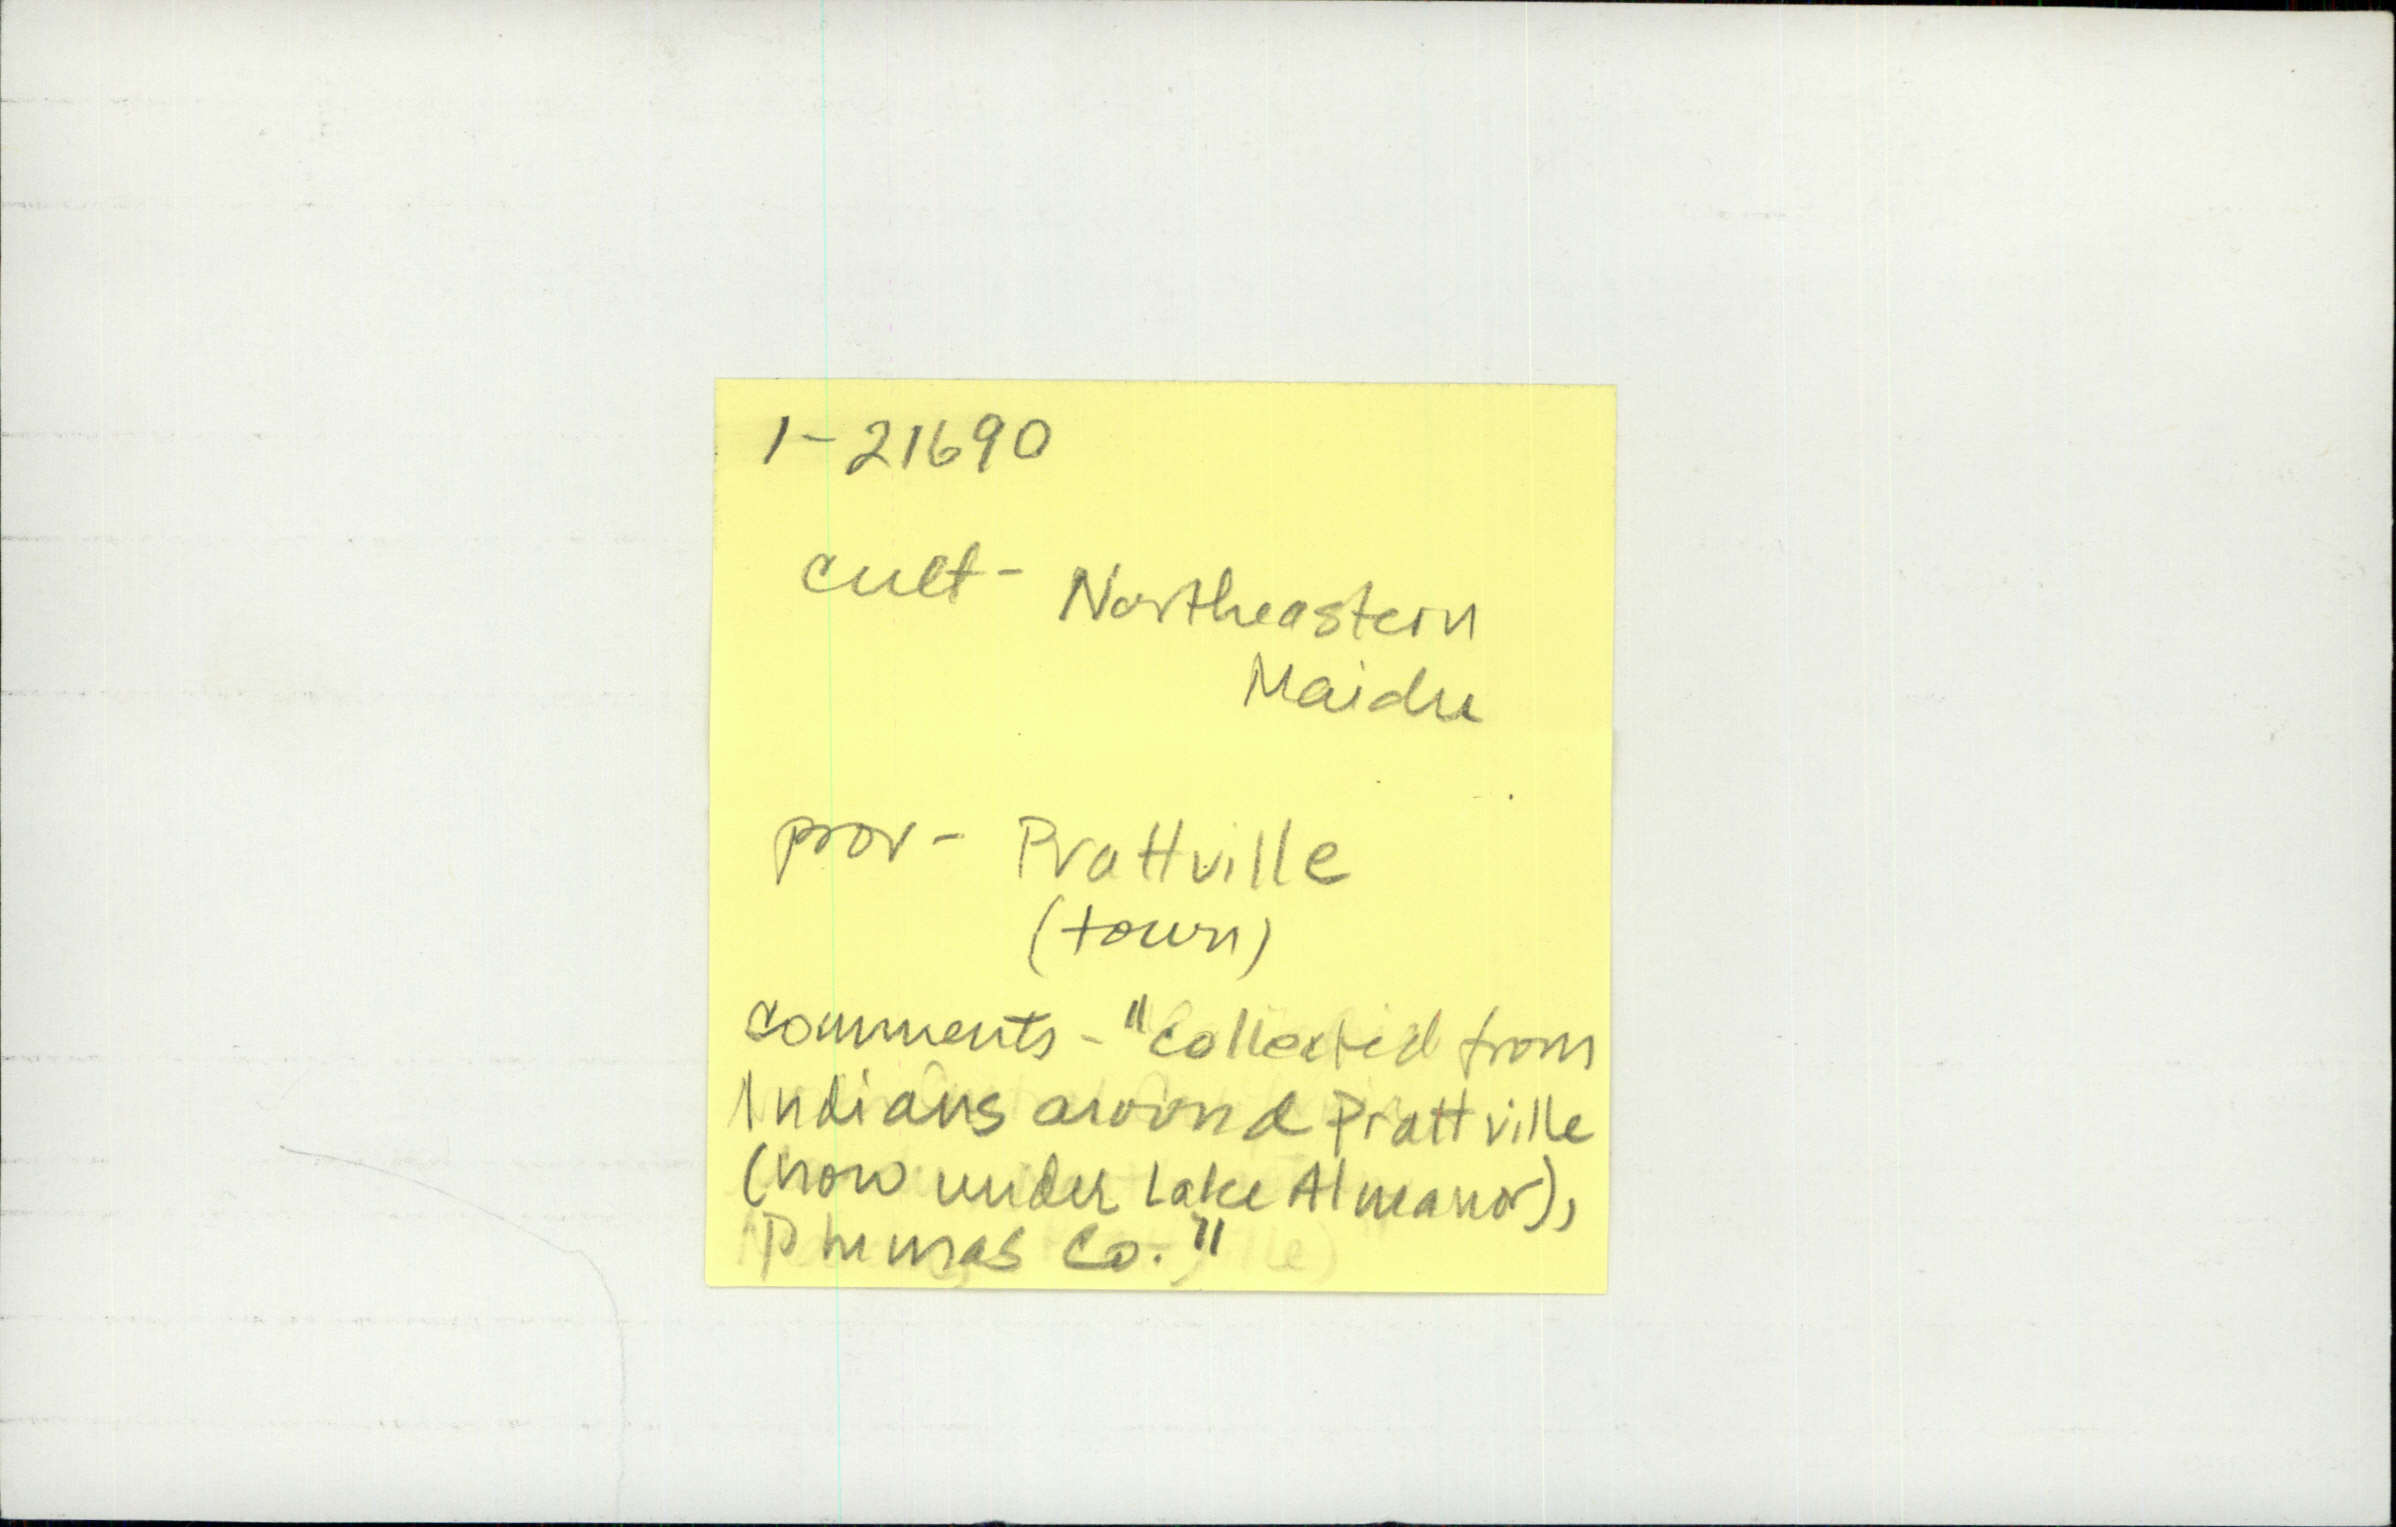 1-21690
cult- Northeastern
Maidu
prov- Prattville
(town)
comments - "Collected from
Indians around Prattville
(now under Lake Almanor),
Plumas Co."